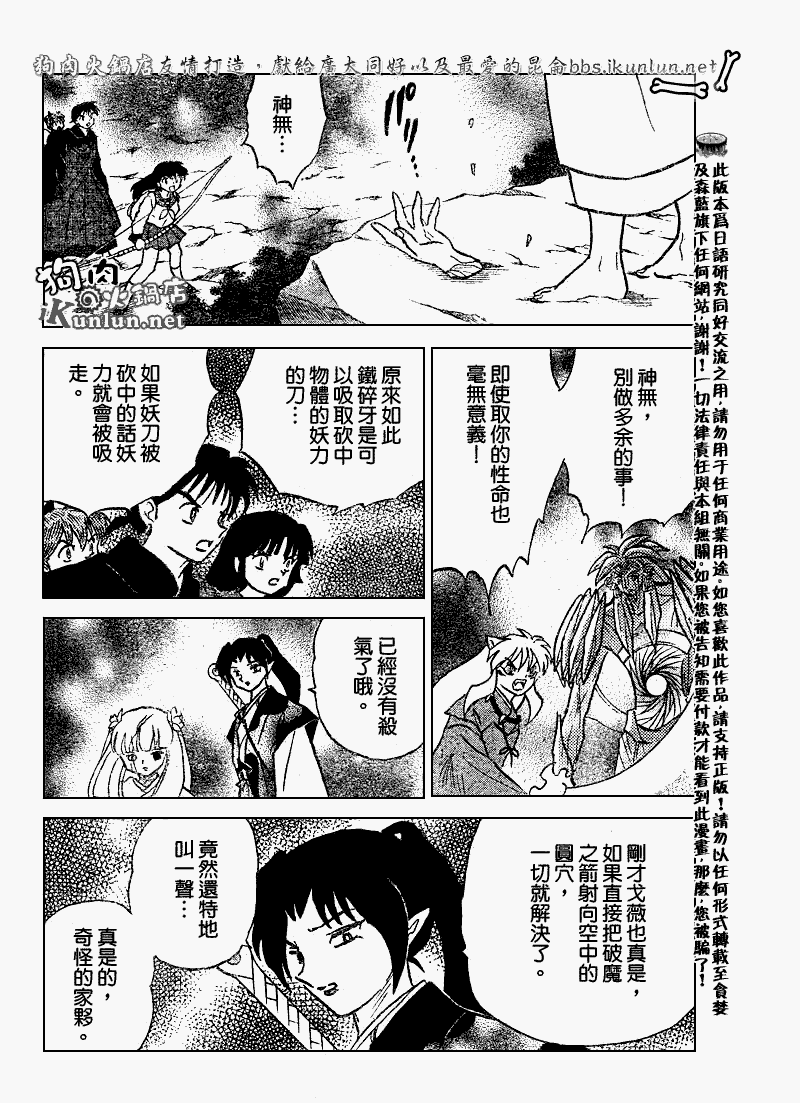 狗肉火鍋店友情打造，獻給廣大同好以及最愛的昆侖bbs.ikunlun.net
神無…
狗肉
火鍋店
iKunlun.net
神無，
別做多余的事！
即使取你的性命也
毫無意義！
原來如此
鐵碎牙是可
以吸取砍中
物體的妖力
的刀…
如果妖刀被
砍中的話妖
力就會被吸
走。
已經沒有殺
氣了哦。
剛才戈薇也真是，
如果直接把破魔
之箭射向空中的
圓穴，
一切就解決了。
竟然還特地
叫一聲…
真是的，
奇怪的家夥。
此版本爲日語研究同好交流之用，請勿用于任何商業用途。如您喜歡此作品，請支持正版！請勿以任何形式轉載至貪婪
及森藍旗下任何網站，謝謝！一切法律責任與本組無關。如果您被告知需要付款才能看到此漫畫，那麽，您被騙了！